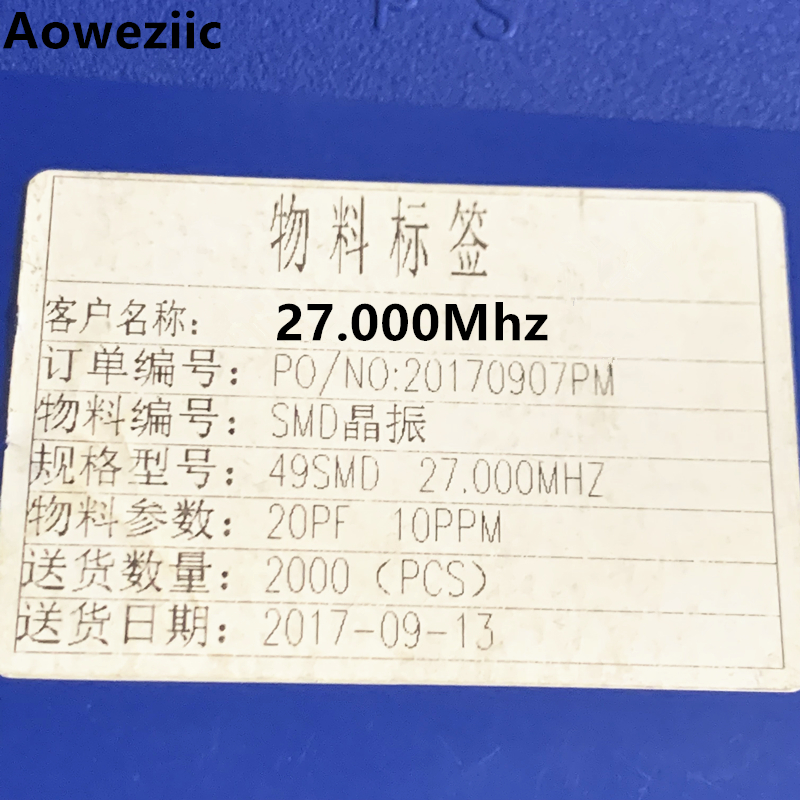 Aoweziic
P S
物料标签
客户名称： 27.000Mhz
订单编号： PO/NO:20170907PM
物料编号： SMD晶振
规格型号： 49SMD 27.000MHZ
物料参数： 20PF 10PPM
送货数量： 2000（PCS）
送货日期： 2017-09-13